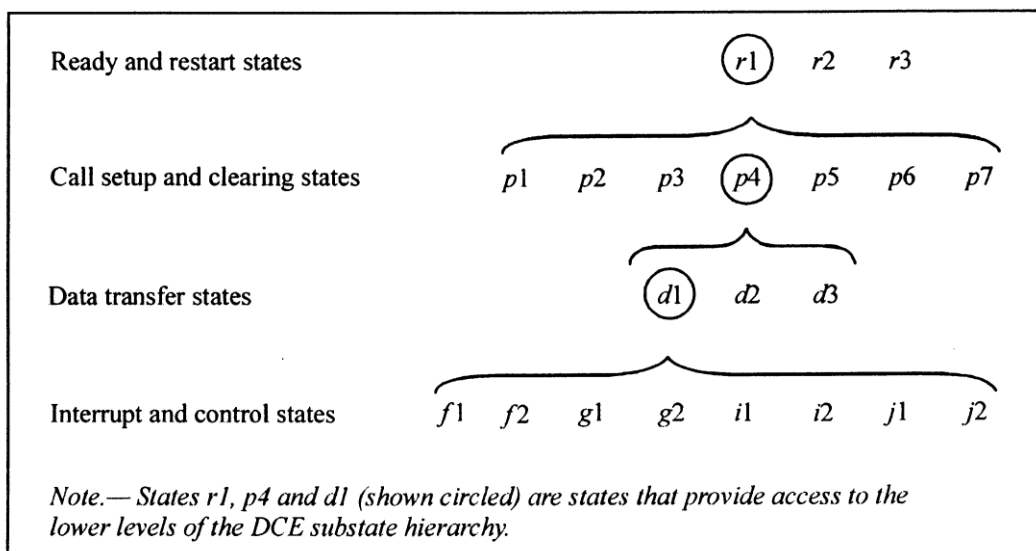 Ready and restart states r1 r2 r3
Call setup and clearing states p1 p2 p3 p4 p5 p6 p7
Data transfer states d1 d2 d3
Interrupt and control states f1 f2 g1 g2 i1 i2 j1 j2
Note.— States r1, p4 and d1 (shown circled) are states that provide access to the
lower levels of the DCE substate hierarchy.